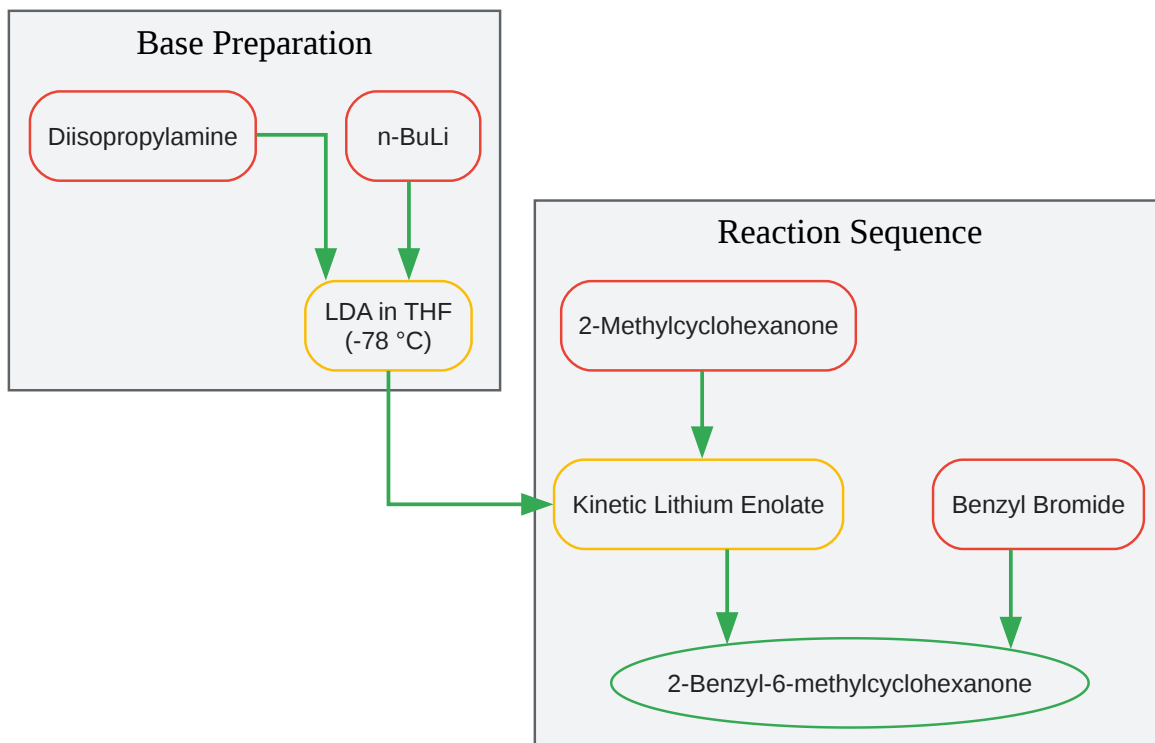 Base Preparation
Diisopropylamine
n-BuLi
LDA in THF
(-78 °C)
Reaction Sequence
2-Methylcyclohexanone
Kinetic Lithium Enolate
Benzyl Bromide
2-Benzyl-6-methylcyclohexanone